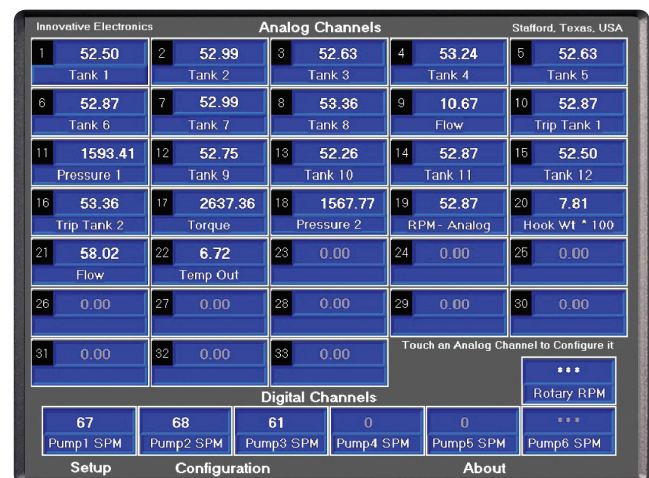 Innovative Electronics Analog Channels Stafford, Texas, USA
1 52.50 2 52.99 3 52.63 4 53.24 5 52.63
Tank 1 Tank 2 Tank 3 Tank 4 Tank 5
6 52.87 7 52.99 8 53.36 9 10.67 10 52.87
Tank 6 Tank 7 Tank 8 Flow Trip Tank 1
11 1593.41 12 52.75 13 52.26 14 52.87 15 52.50
Pressure 1 Tank 9 Tank 10 Tank 11 Tank 12
16 53.36 17 2637.36 18 1567.77 19 52.87 20 7.81
Trip Tank 2 Torque Pressure 2 RPM- Analog Hook Wt * 100
21 58.02 22 6.72 23 0.00 24 0.00 25 0.00
Flow Temp Out
26 0.00 27 0.00 28 0.00 29 0.00 30 0.00
31 0.00 32 0.00 33 0.00
Touch an Analog Channel to Configure it
***
Rotary RPM
Digital Channels
67 68 61 0 0 ***
Pump1 SPM Pump2 SPM Pump3 SPM Pump4 SPM Pump5 SPM Pump6 SPM
Setup Configuration About